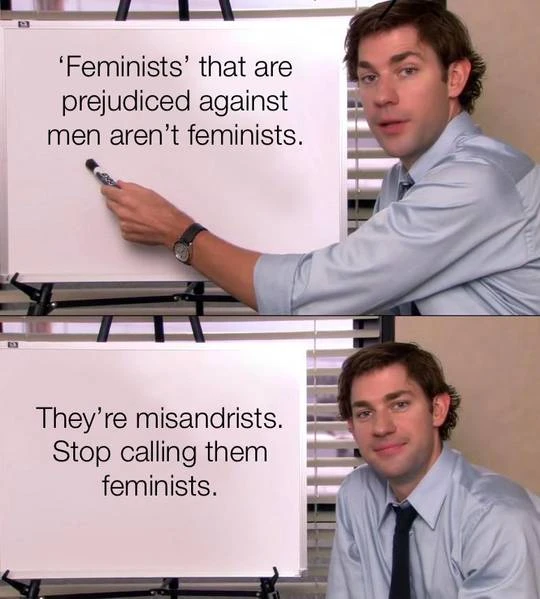 ‘Feminists’ that are
prejudiced against
men aren’t feminists.
They’re misandrists.
Stop calling them
feminists.